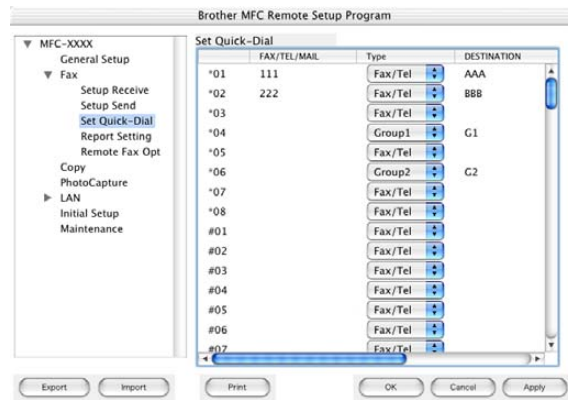 Brother MFC Remote Setup Program
MFC-XXXX
General Setup
Fax
Setup Receive
Setup Send
Set Quick-Dial
Report Setting
Remote Fax Opt
Copy
PhotoCapture
LAN
Initial Setup
Maintenance
Set Quick-Dial
FAX/TEL/MAIL Type DESTINATION
*01 111 Fax/Tel AAA
*02 222 Fax/Tel BBB
*03 Fax/Tel
*04 Group1 G1
*05 Fax/Tel
*06 Group2 G2
*07 Fax/Tel
*08 Fax/Tel
#01 Fax/Tel
#02 Fax/Tel
#03 Fax/Tel
#04 Fax/Tel
#05 Fax/Tel
#06 Fax/Tel
#07 Fax/Tel
Export Import Print OK Cancel Apply